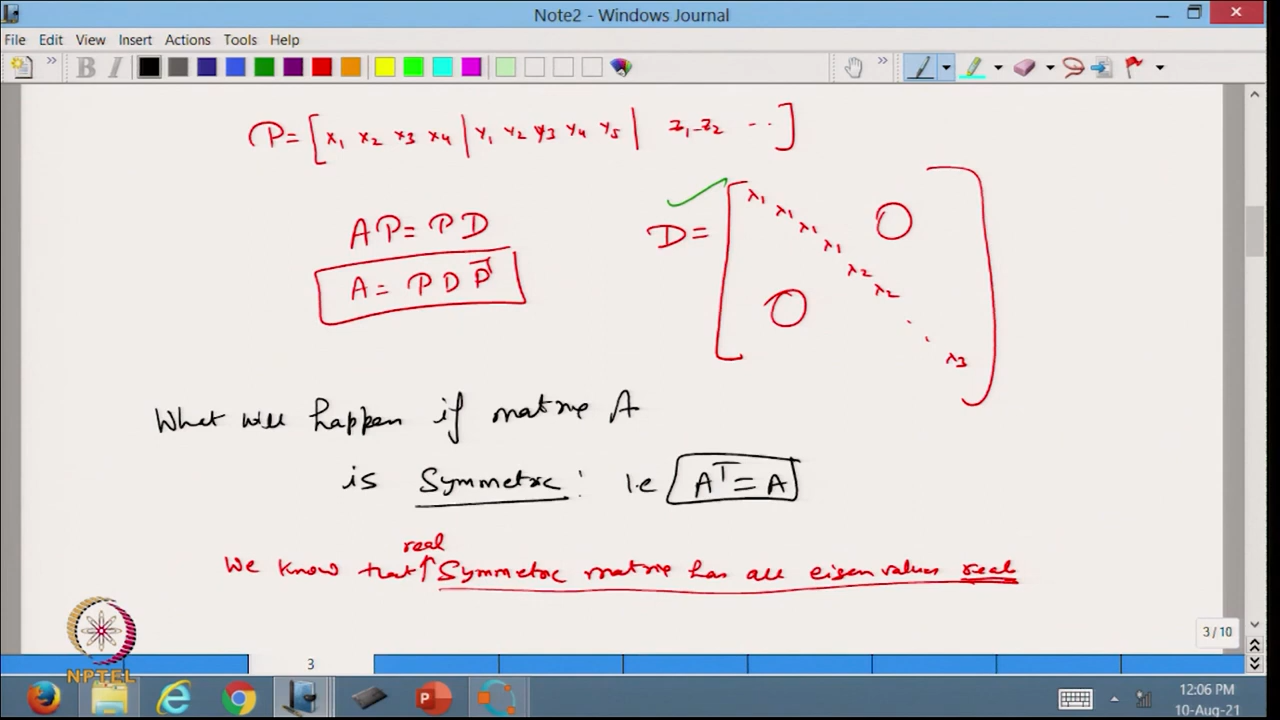 Note2 - Windows Journal
File Edit View Insert Actions Tools Help
P = [ x1 x2 x3 x4 | y1 y2 y3 y4 y5 | z1 z2 ... ]
AP = PD
A = P D P^T
D = [ λ1 λ1 λ1 λ1 λ2 λ2 . . λ3 ] O O
What will happen if matrix A
is Symmetric: i.e A^T = A
We know that real Symmetric matrix has all eigen values real
3 / 10
NPTEL
3
12:06 PM
10-Aug-21